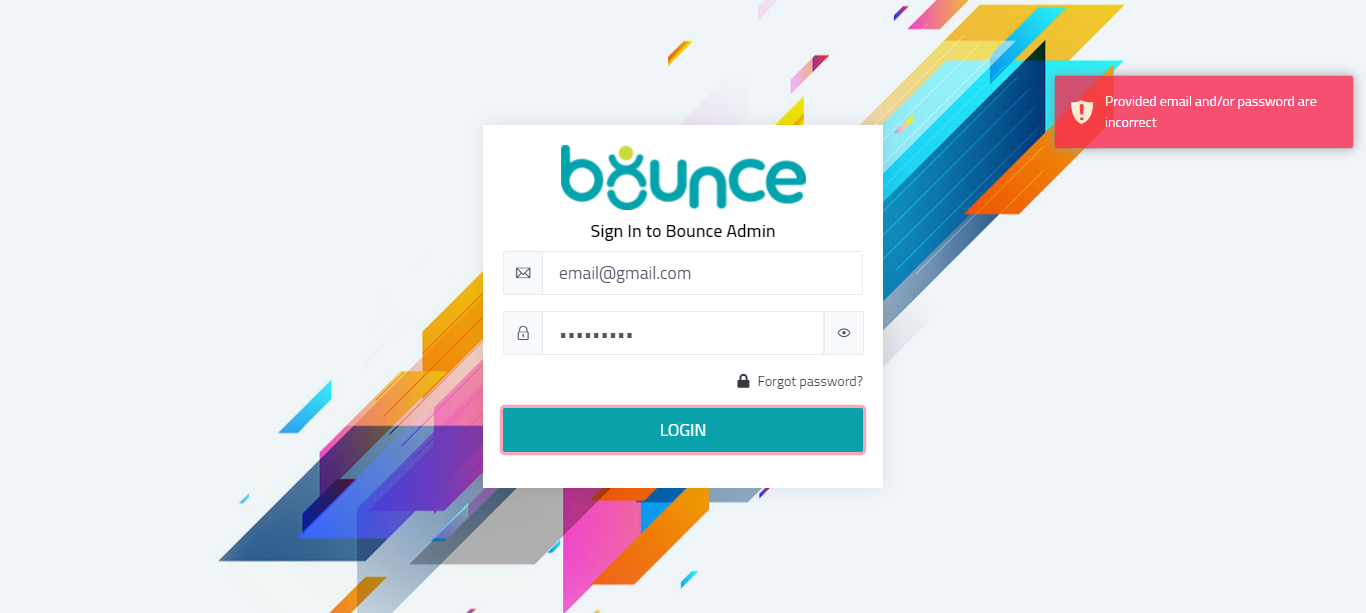 Provided email and/or password are
incorrect
bounce
Sign In to Bounce Admin
email@gmail.com
Forgot password?
LOGIN